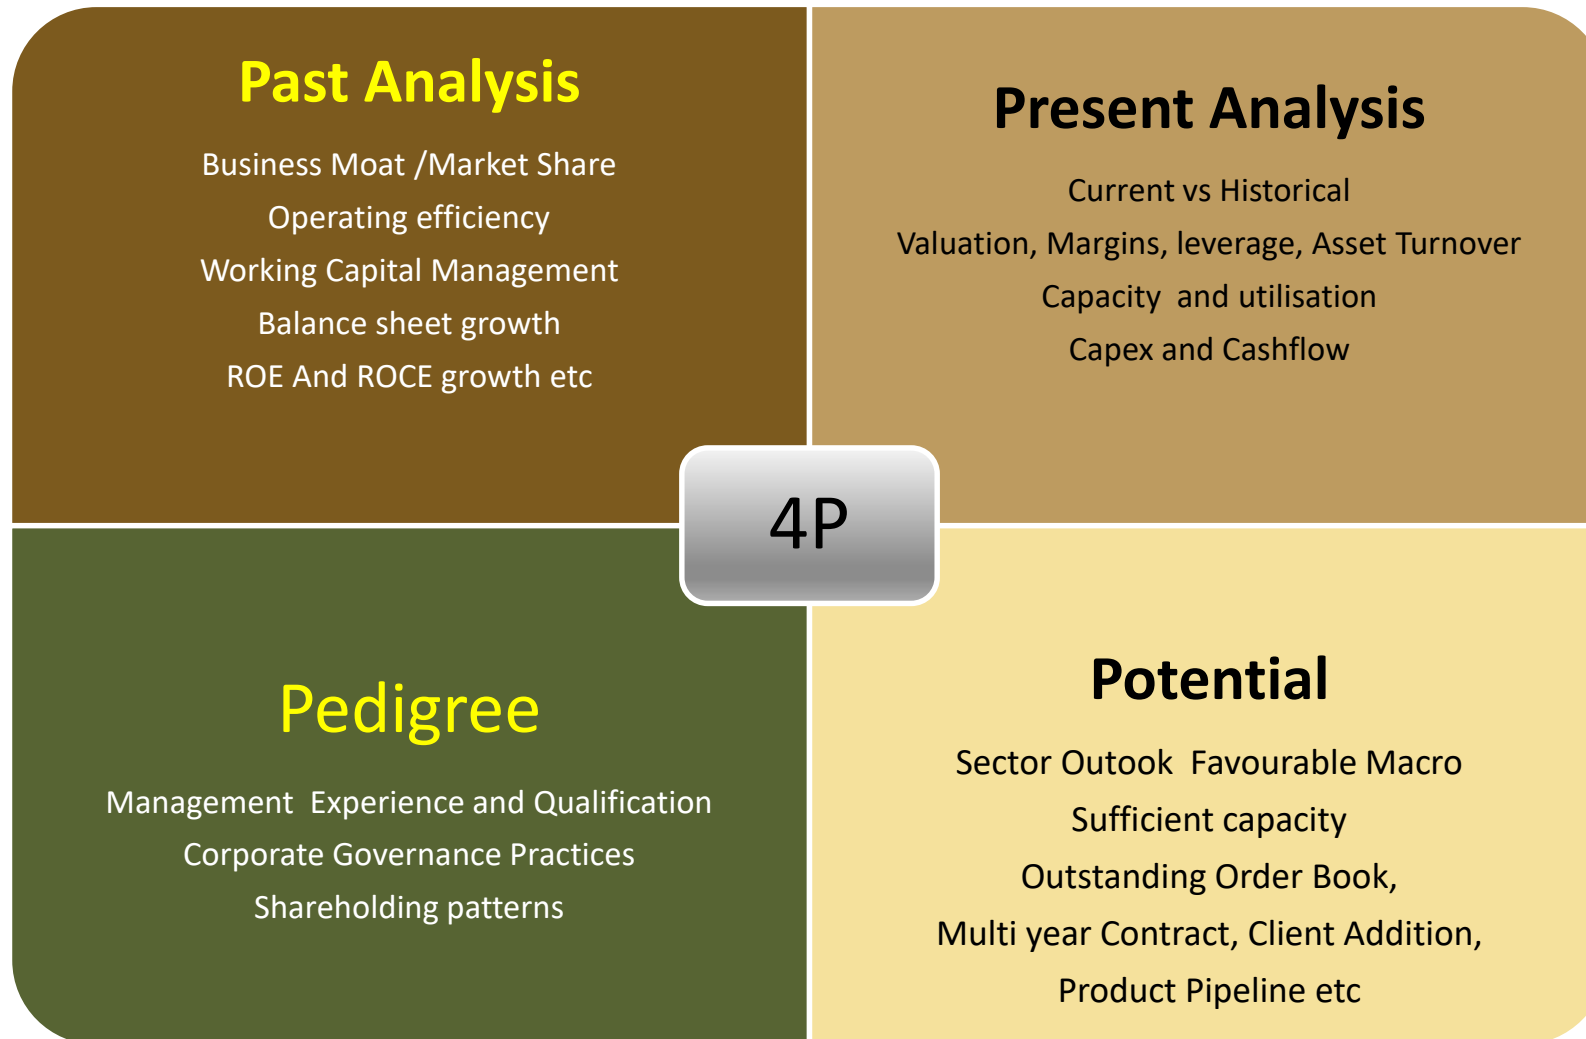 Past Analysis
Business Moat /Market Share
Operating efficiency
Working Capital Management
Balance sheet growth
ROE And ROCE growth etc
Present Analysis
Current vs Historical
Valuation, Margins, leverage, Asset Turnover
Capacity  and utilisation
Capex and Cashflow
4P
Pedigree
Management  Experience and Qualification
Corporate Governance Practices
Shareholding patterns
Potential
Sector Outook  Favourable Macro
Sufficient capacity
Outstanding Order Book,
Multi year Contract, Client Addition,
Product Pipeline etc